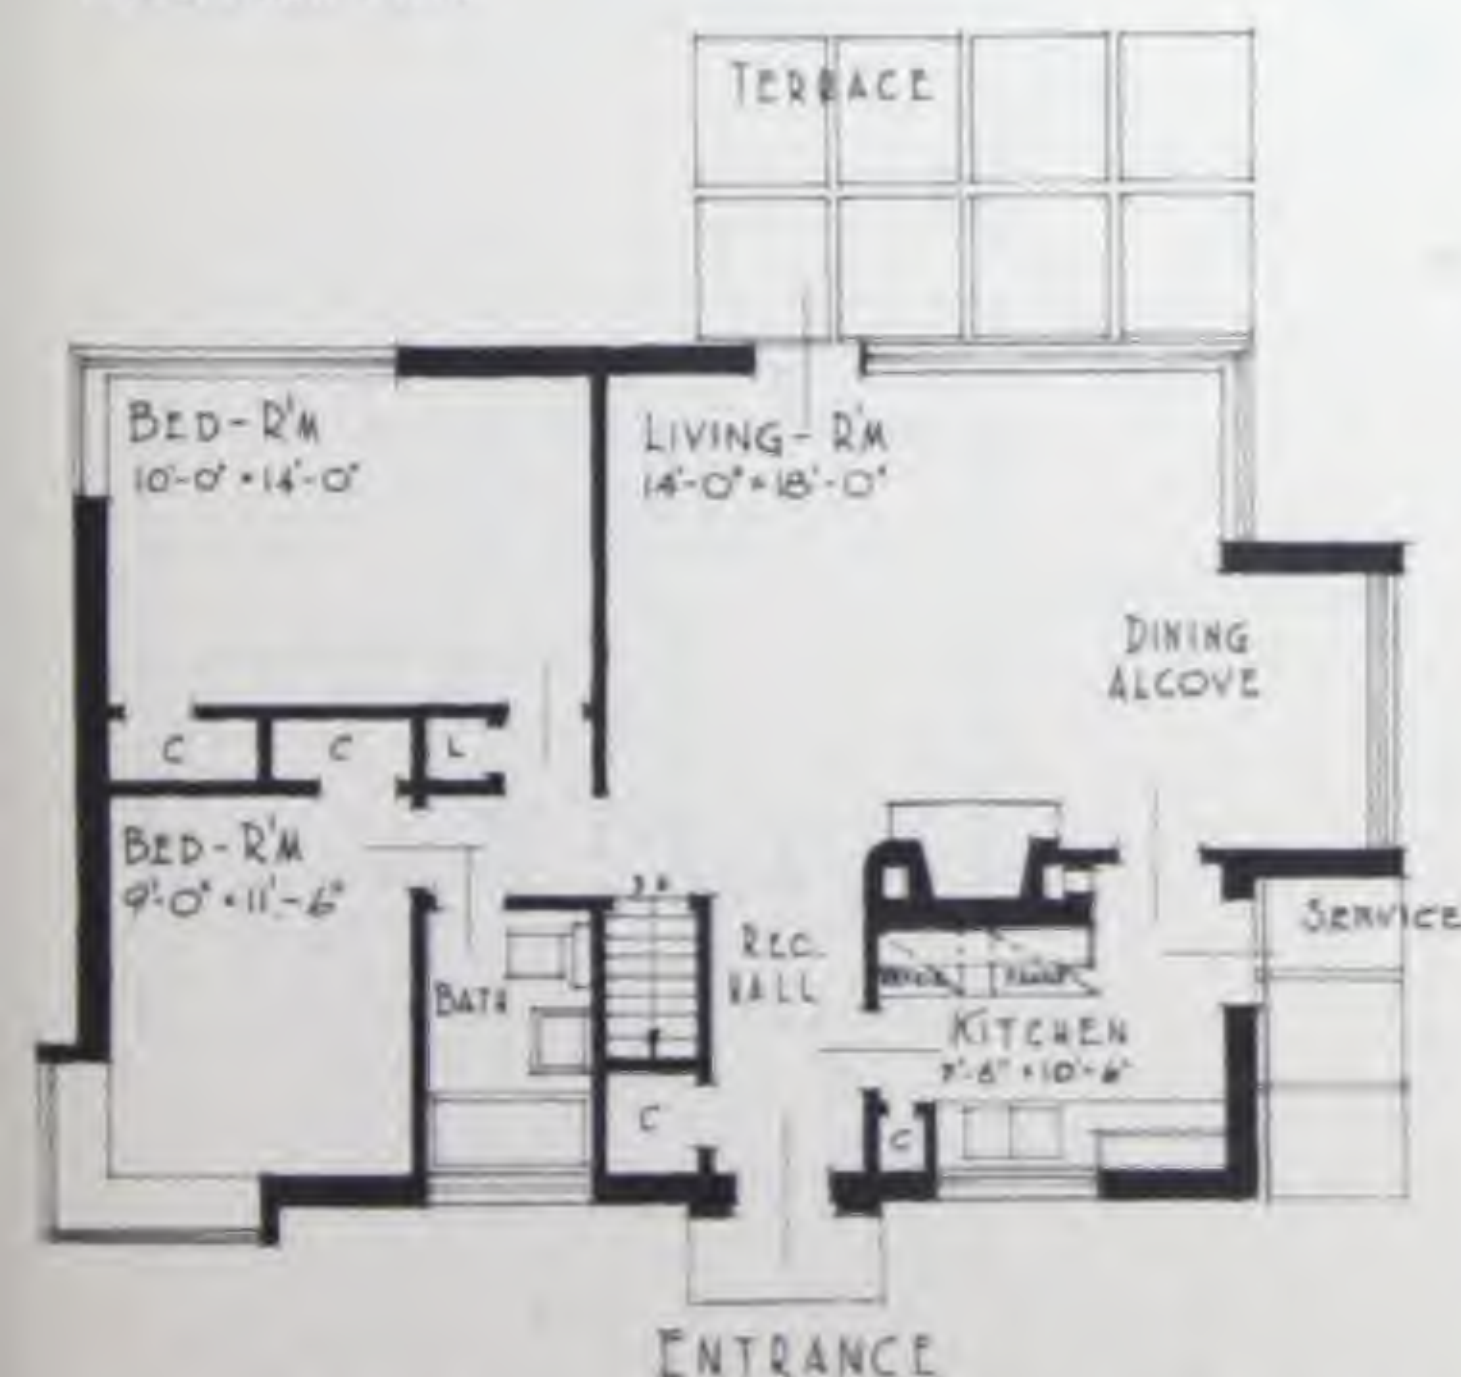 TERRACE
BED-R'M
10'-0" × 14'-0"
LIVING-R'M
14'-0" × 18'-0"
DINING
ALCOVE
C
C
L
BED-R'M
9'-0" × 11'-6"
SERVICE
REC.
HALL
BATH
KITCHEN
C
C
ENTRANCE